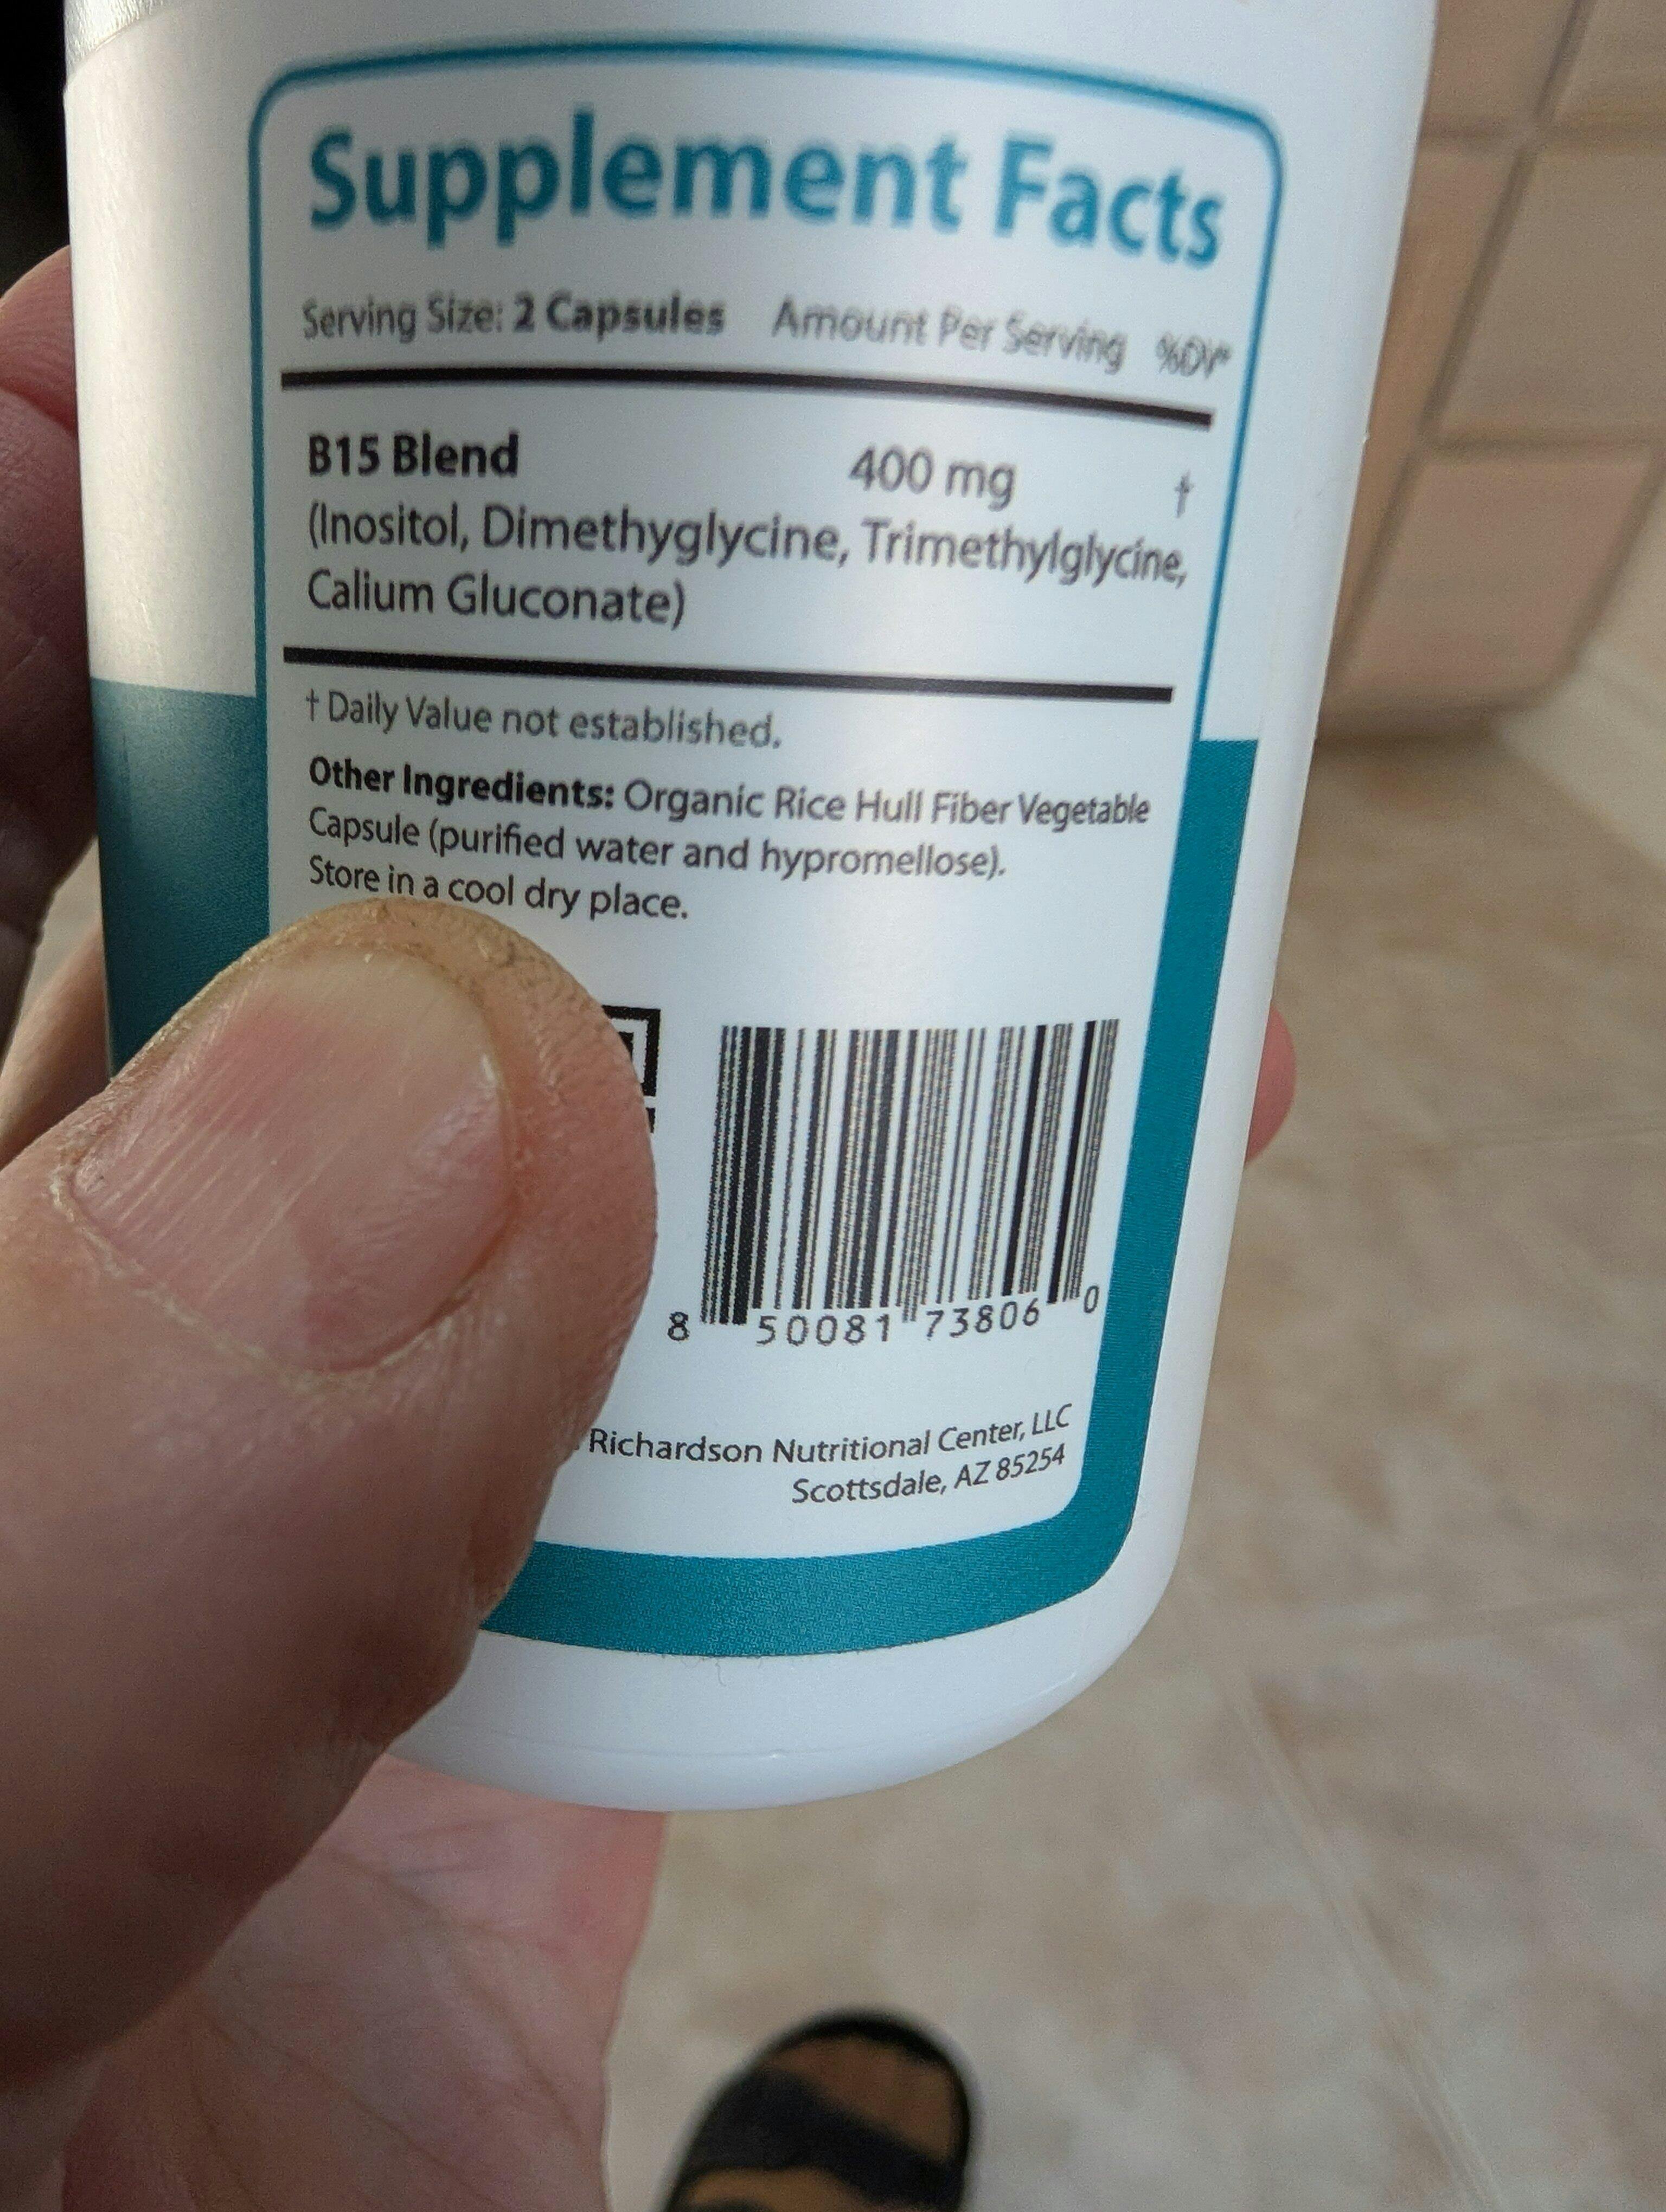 Supplement Facts
Serving Size: 2 Capsules Amount Per Serving %DV*
B15 Blend 400 mg †
(Inositol, Dimethyglycine, Trimethylglycine,
Calium Gluconate)
† Daily Value not established.
Other Ingredients: Organic Rice Hull Fiber Vegetable
Capsule (purified water and hypromellose).
Store in a cool dry place.
8 50081 73806 0
Richardson Nutritional Center, LLC
Scottsdale, AZ 85254